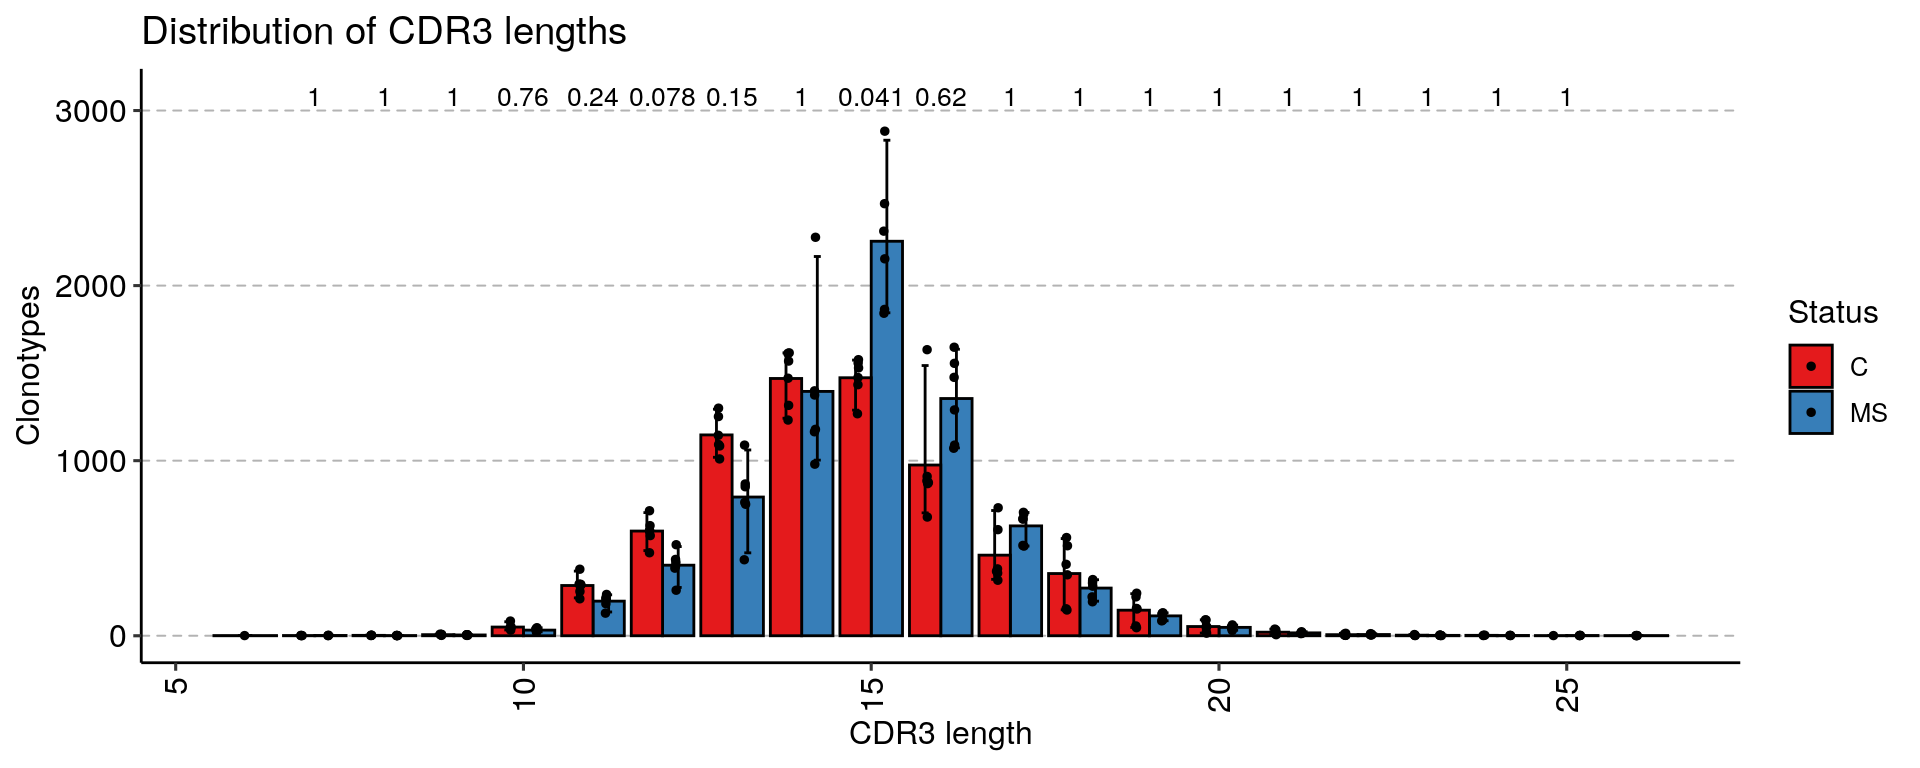 Distribution of CDR3 lengths
1 1 1 0.76 0.24 0.078 0.15 1 0.041 0.62 1 1 1 1 1 1 1 1 1
3000
2000
1000
0
Clonotypes
5 10 15 20 25
CDR3 length
Status
C
MS